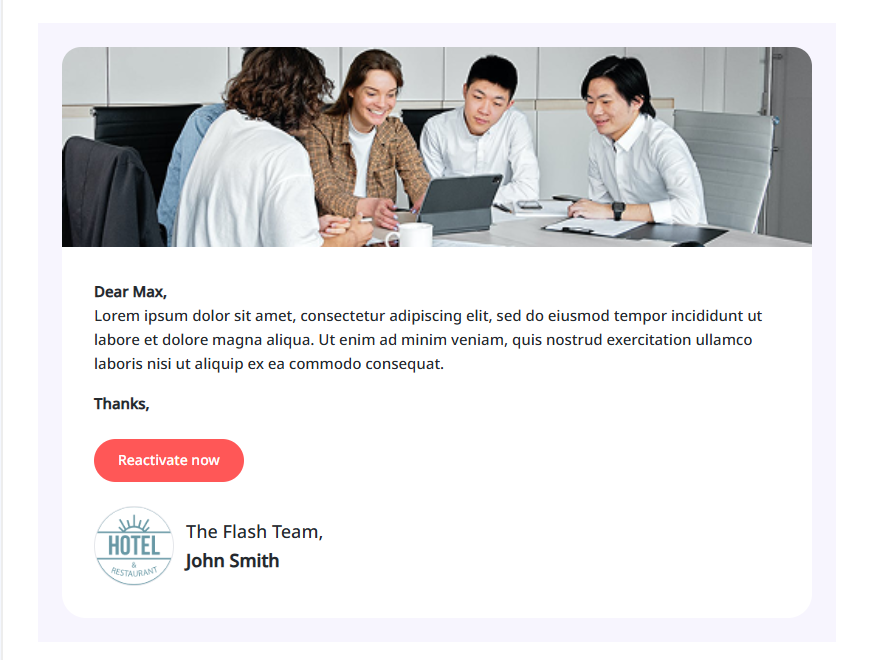 Dear Max,
Lorem ipsum dolor sit amet, consectetur adipiscing elit, sed do eiusmod tempor incididunt ut
labore et dolore magna aliqua. Ut enim ad minim veniam, quis nostrud exercitation ullamco
laboris nisi ut aliquip ex ea commodo consequat.
Thanks,
Reactivate now
HOTEL
&
RESTAURANT
The Flash Team,
John Smith